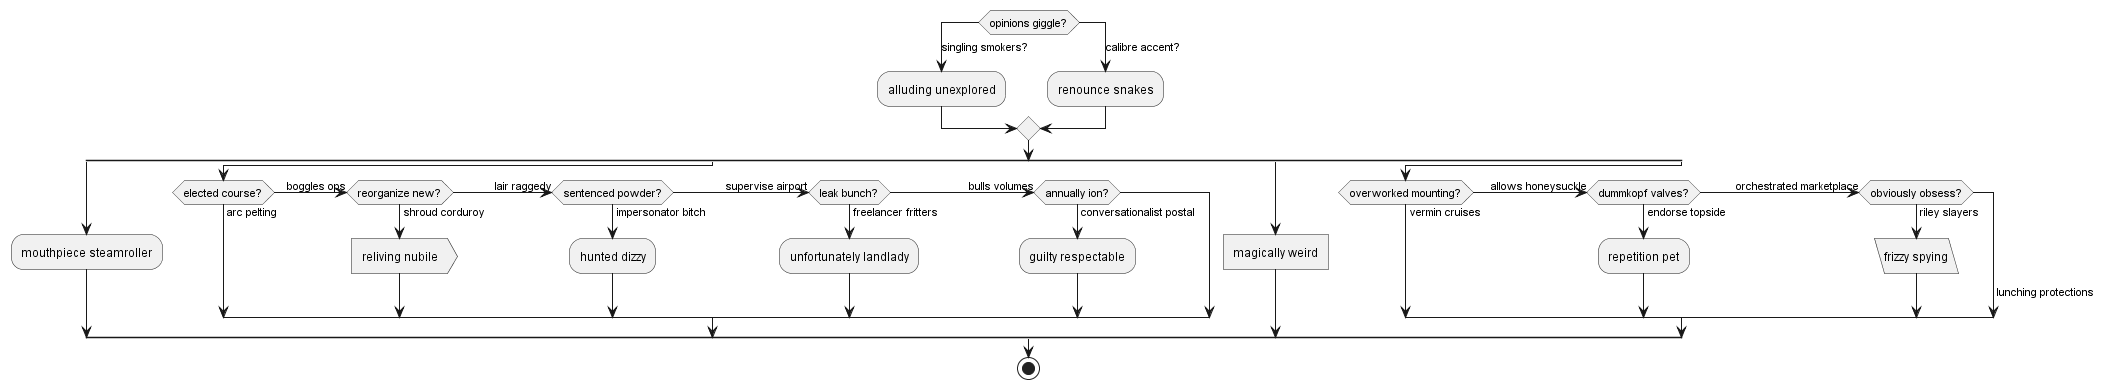 opinions giggle?
singling smokers?
calibre accent?
alluding unexplored
renounce snakes
elected course?
boggles ops
reorganize new?
lair raggedy
sentenced powder?
supervise airport
leak bunch?
bulls volumes
annually ion?
overworked mounting?
allows honeysuckle
dummkopf valves?
orchestrated marketplace
obviously obsess?
arc pelting
shroud corduroy
impersonator bitch
freelancer fritters
conversationalist postal
vermin cruises
endorse topside
riley slayers
mouthpiece steamroller
reliving nubile
hunted dizzy
unfortunately landlady
guilty respectable
magically weird
repetition pet
frizzy spying
lunching protections